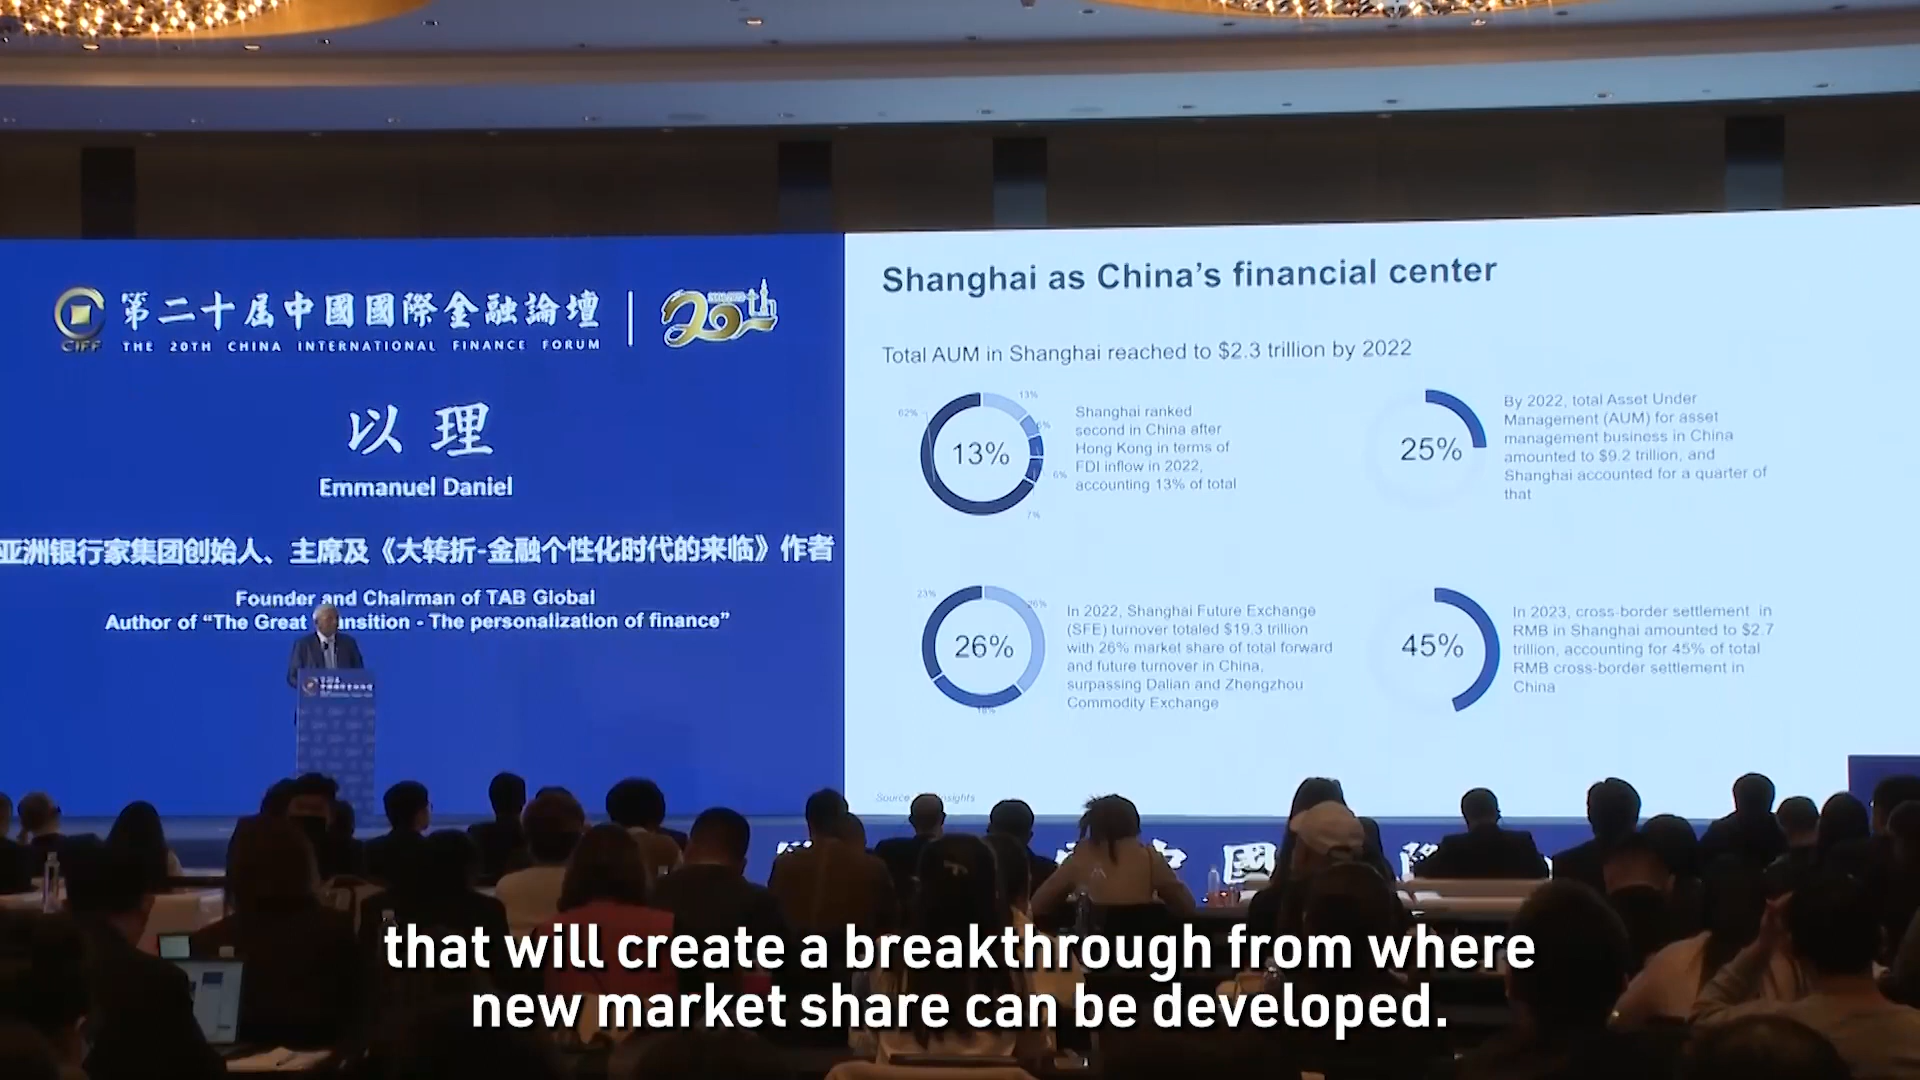 第二十届中國國際金融論壇
CIFF
THE 20TH CHINA INTERNATIONAL FINANCE FORUM
以理
Emmanuel Daniel
亚洲银行家集团创始人、主席及《大转折-金融个性化时代的来临》作者
Founder and Chairman of TAB Global
Author of “The Great nsition - The personalization of finance”
Shanghai as China’s financial center
Total AUM in Shanghai reached to $2.3 trillion by 2022
62%
13%
6%
7%
13%
Shanghai ranked
second in China after
Hong Kong in terms of
FDI inflow in 2022,
accounting 13% of total
25%
By 2022, total Asset Under
Management (AUM) for asset
management business in China
amounted to $9.2 trillion, and
Shanghai accounted for a quarter of
that
23%
26%
26%
In 2022, Shanghai Future Exchange
(SFE) turnover totaled $19.3 trillion
with 26% market share of total forward
and future turnover in China,
surpassing Dalian and Zhengzhou
Commodity Exchange
45%
In 2023, cross-border settlement in
RMB in Shanghai amounted to $2.7
trillion, accounting for 45% of total
RMB cross-border settlement in
China
Source
中國
that will create a breakthrough from where
new market share can be developed.